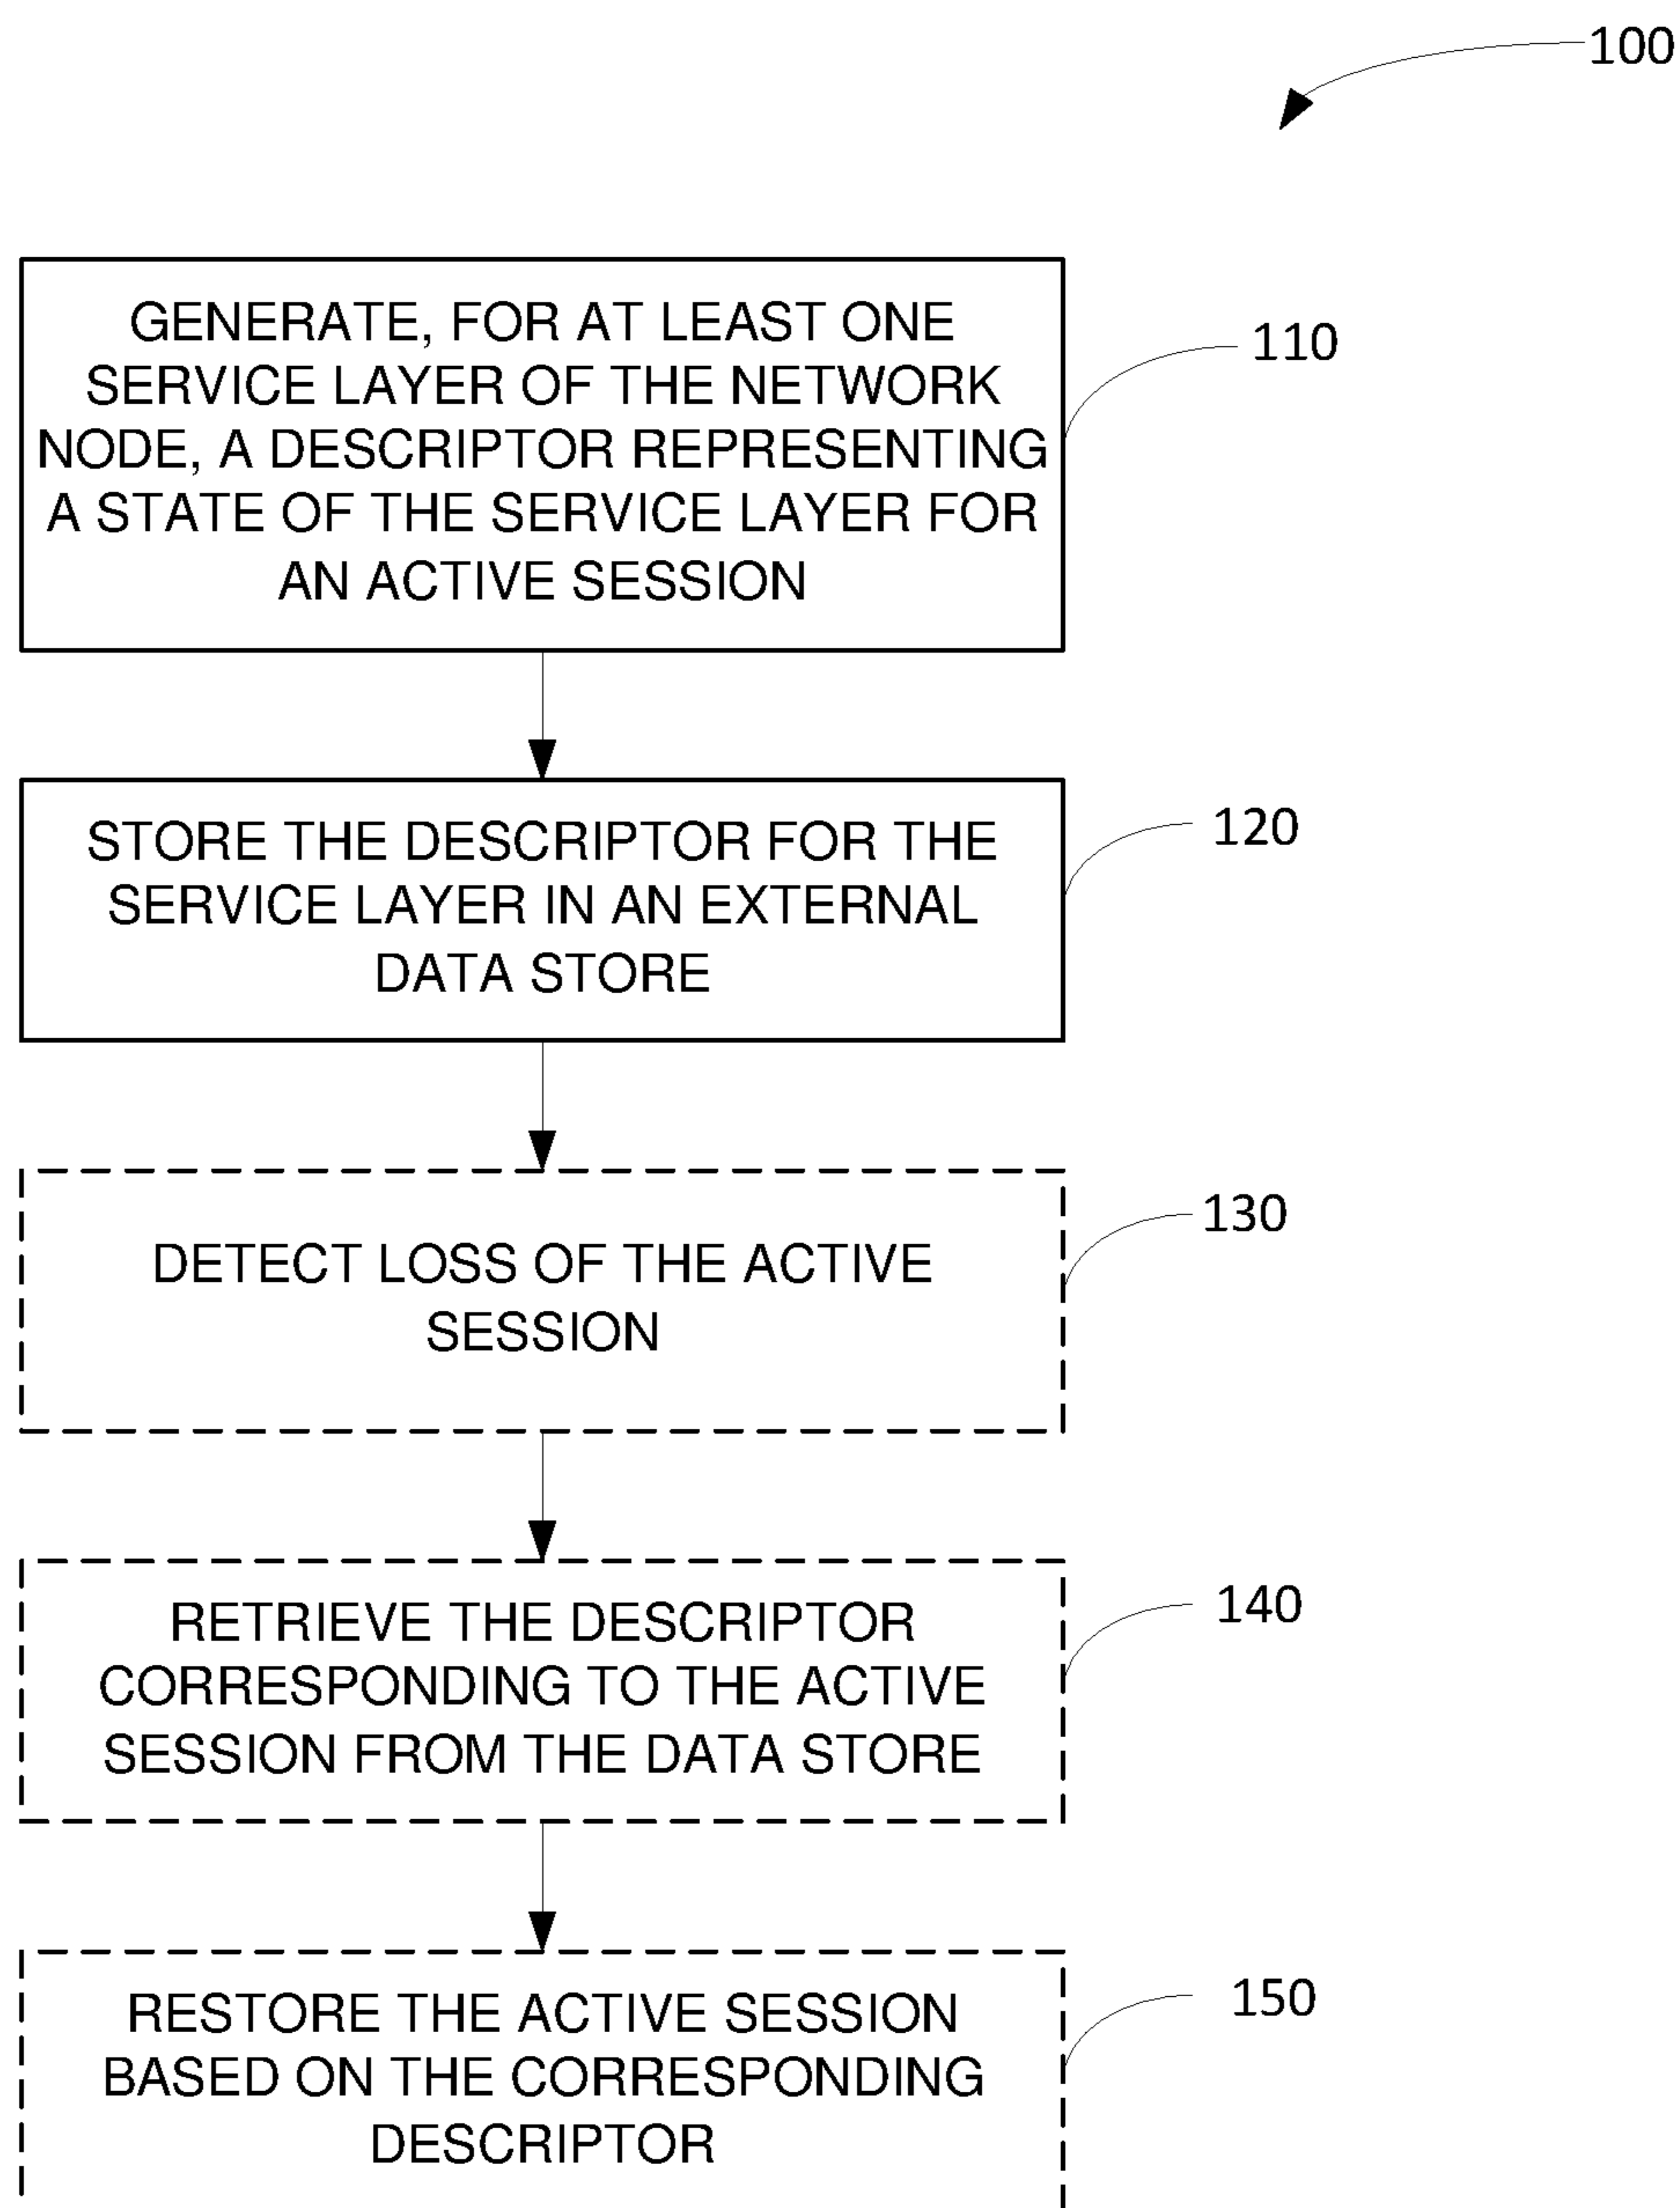 100
GENERATE, FOR AT LEAST ONE
SERVICE LAYER OF THE NETWORK
NODE, A DESCRIPTOR REPRESENTING
A STATE OF THE SERVICE LAYER FOR
AN ACTIVE SESSION
110
STORE THE DESCRIPTOR FOR THE
SERVICE LAYER IN AN EXTERNAL
DATA STORE
120
DETECT LOSS OF THE ACTIVE
SESSION
130
RETRIEVE THE DESCRIPTOR
CORRESPONDING TO THE ACTIVE
SESSION FROM THE DATA STORE
140
RESTORE THE ACTIVE SESSION
BASED ON THE CORRESPONDING
DESCRIPTOR
150